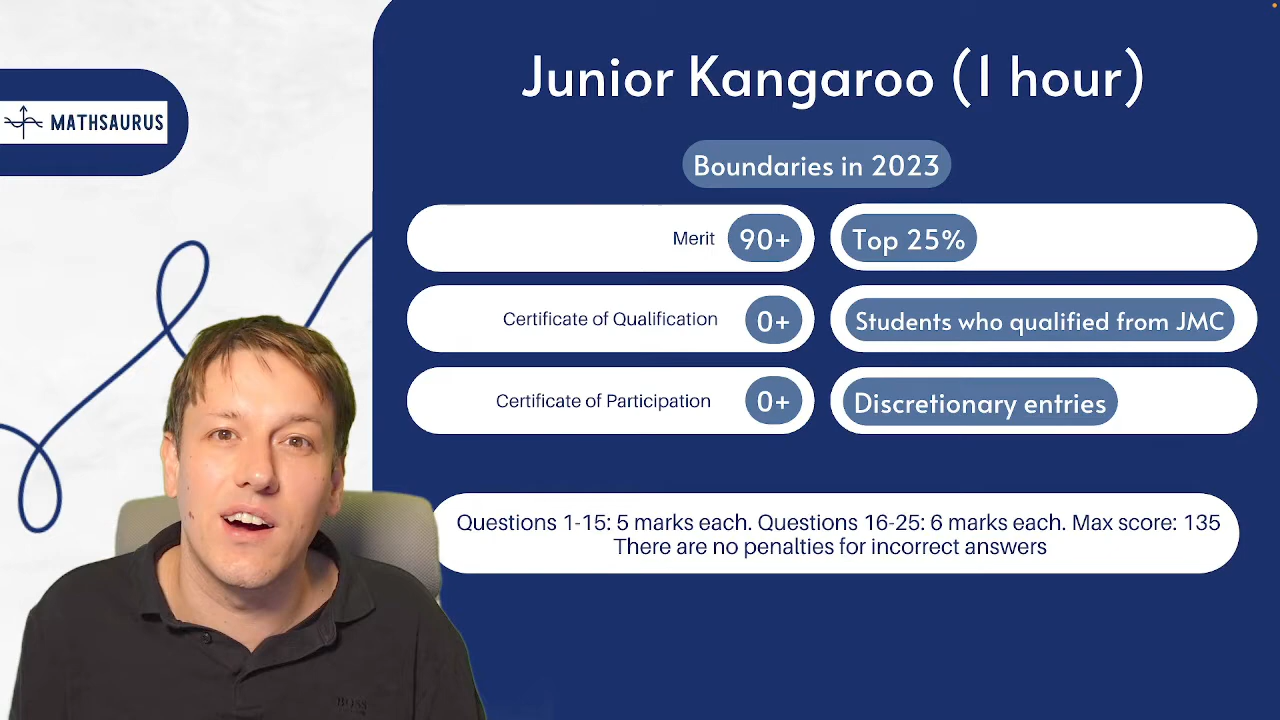 MATHSAURUS
Junior Kangaroo (1 hour)
Boundaries in 2023
Merit 90+ Top 25%
Certificate of Qualification 0+ Students who qualified from JMC
Certificate of Participation 0+ Discretionary entries
Questions 1-15: 5 marks each. Questions 16-25: 6 marks each. Max score: 135
There are no penalties for incorrect answers
BOSS